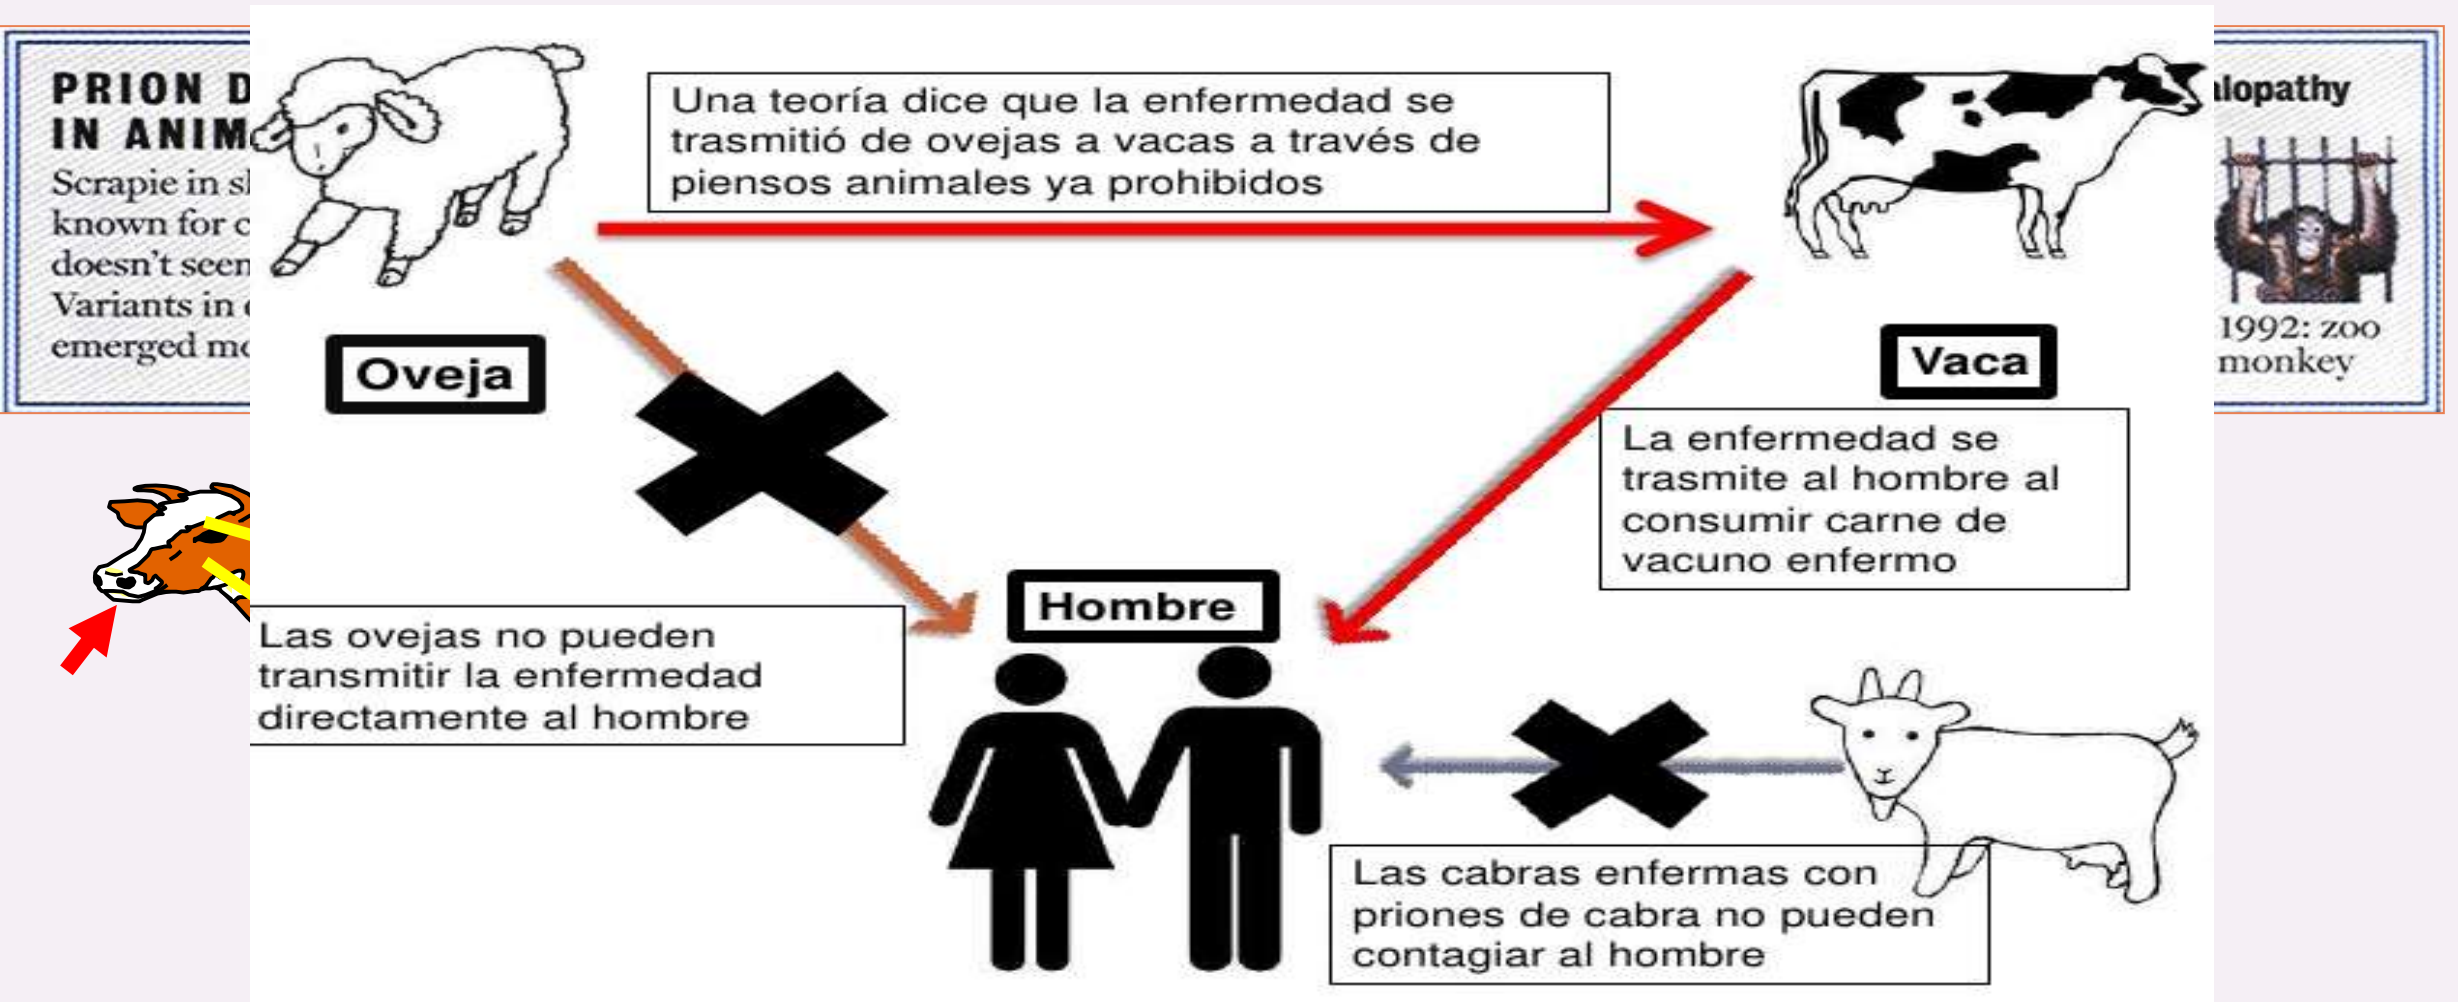 PRION D
IN ANIM
Scrapie in sl
known for c
doesn't seen
Variants in
emerged mo
Una teoría dice que la enfermedad se
trasmitió de ovejas a vacas a través de
piensos animales ya prohibidos
alopathy
1992: zoo
monkey
Oveja
Vaca
La enfermedad se
trasmite al hombre al
consumir carne de
vacuno enfermo
Hombre
Las ovejas no pueden
transmitir la enfermedad
directamente al hombre
Las cabras enfermas con
priones de cabra no pueden
contagiar al hombre